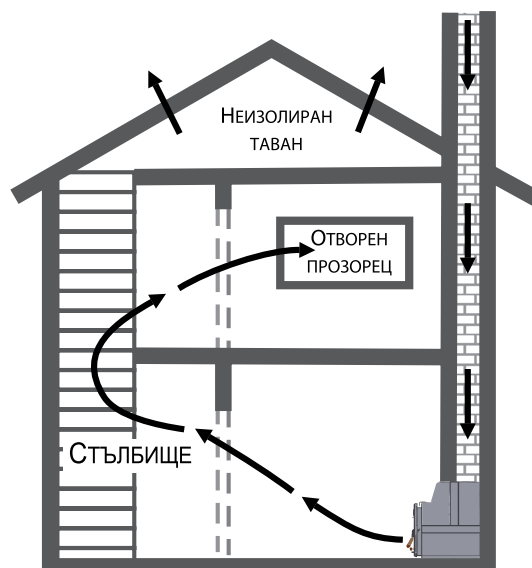 Неизолиран
таван
Отворен
прозорец
Стълбище